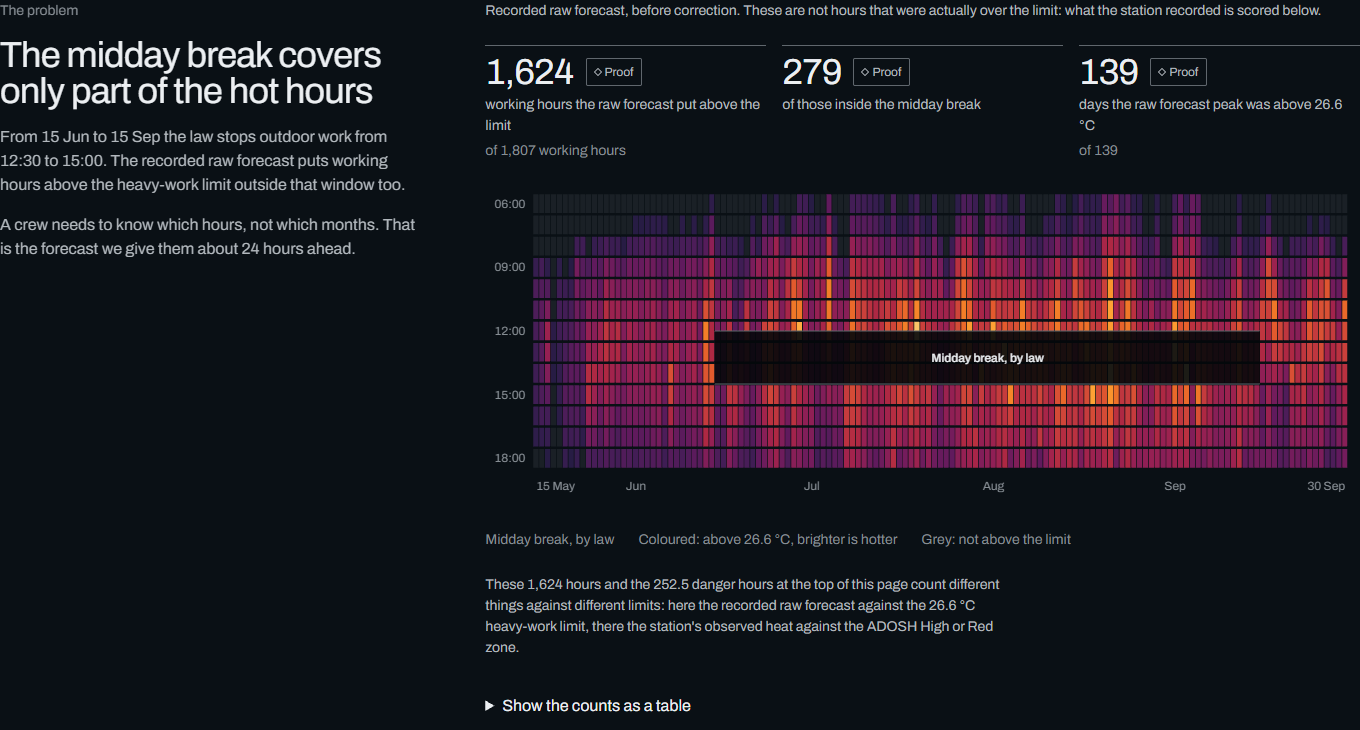 The problem
The midday break covers
only part of the hot hours
From 15 Jun to 15 Sep the law stops outdoor work from
12:30 to 15:00. The recorded raw forecast puts working
hours above the heavy-work limit outside that window too.
A crew needs to know which hours, not which months. That
is the forecast we give them about 24 hours ahead.
Recorded raw forecast, before correction. These are not hours that were actually over the limit: what the station recorded is scored below.
1,624 ◇ Proof
working hours the raw forecast put above the
limit
of 1,807 working hours
279 ◇ Proof
of those inside the midday break
139 ◇ Proof
days the raw forecast peak was above 26.6
°C
of 139
06:00
09:00
12:00
Midday break, by law
15:00
18:00
15 May Jun Jul Aug Sep 30 Sep
Midday break, by law Coloured: above 26.6 °C, brighter is hotter Grey: not above the limit
These 1,624 hours and the 252.5 danger hours at the top of this page count different
things against different limits: here the recorded raw forecast against the 26.6 °C
heavy-work limit, there the station's observed heat against the ADOSH High or Red
zone.
▶ Show the counts as a table